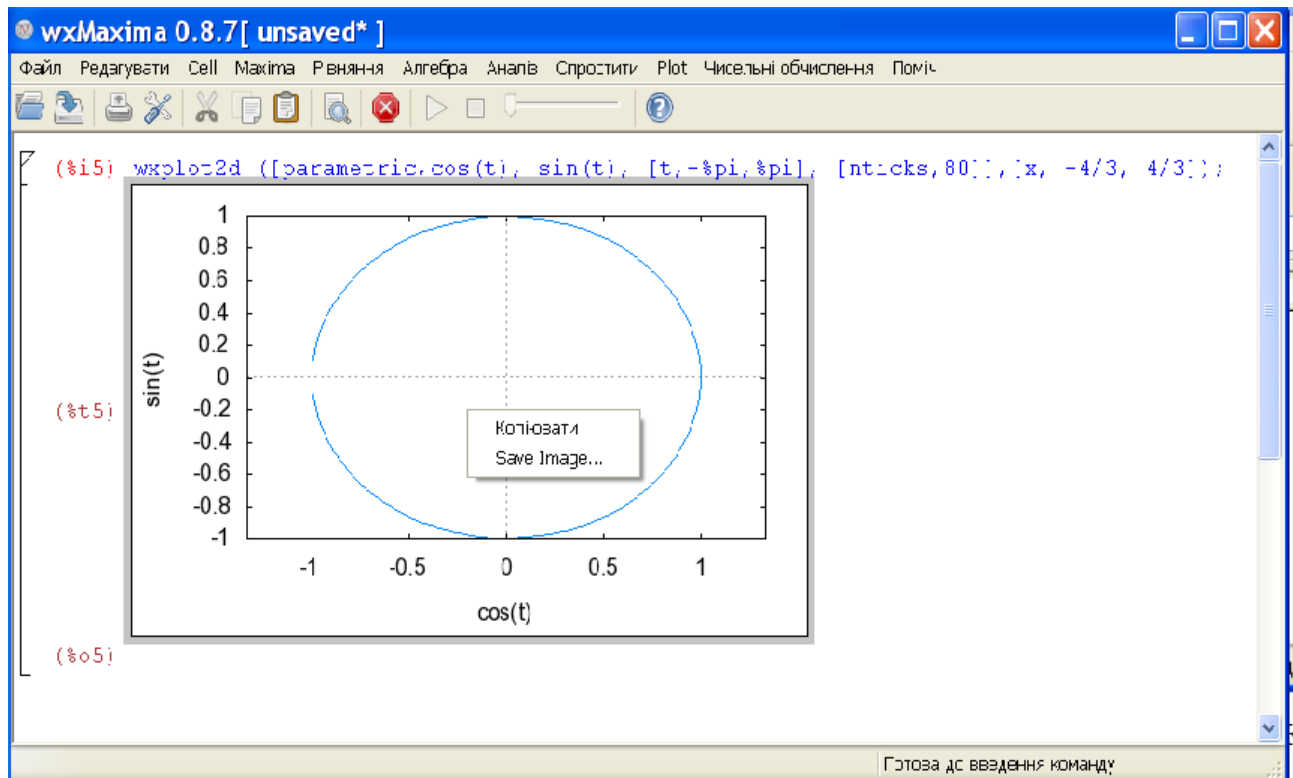 wxMaxima 0.8.7[ unsaved* ]
Файл Редагувати Cell Maxima Рівняння Алгебра Аналіз Спростити Plot Чисельні обчислення Поміч
(%i5) wxplot2d ([parametric,cos(t), sin(t), [t,-%pi,%pi], [nticks,80]],[x, -4/3, 4/3]);
1
0.8
0.6
0.4
0.2
0
-0.2
-0.4
-0.6
-0.8
-1
sin(t)
(%t5)
Копіювати
Save Image...
-1 -0.5 0 0.5 1
cos(t)
(%o5)
Готова до введення команду